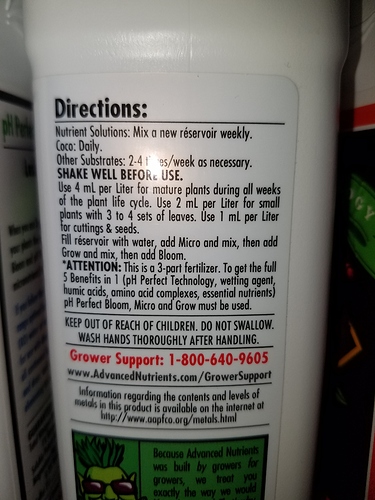 Directions:
Nutrient Solutions: Mix a new réservoir weekly.
Coco: Daily.
Other Substrates: 2-4 /week as necessary.
SHAKE WELL BEFORE USE.
Use 4 mL per Liter for mature plants during all weeks
of the plant life cycle. Use 2 mL per Liter for small
plants with 3 to 4 sets of leaves. Use 1 mL per Liter
for cuttings & seeds.
Fill réservoir with water, add Micro and mix, then add
Grow and mix, then add Bloom.
*ATTENTION: This is a 3-part fertilizer. To get the full
5 Benefits in 1 (pH Perfect Technology, wetting agent,
humic acids, amino acid complexes, essential nutrients)
pH Perfect Bloom, Micro and Grow must be used.
KEEP OUT OF REACH OF CHILDREN. DO NOT SWALLOW.
WASH HANDS THOROUGHLY AFTER HANDLING.
Grower Support: 1-800-640-9605
www.AdvancedNutrients.com/GrowerSupport
Information regarding the contents and levels of
metals in this product is available on the internet at
http://www.aapfco.org/metals.html
Because Advanced Nutrients
was built by growers for
growers, we treat you
exactly the way we would
pH